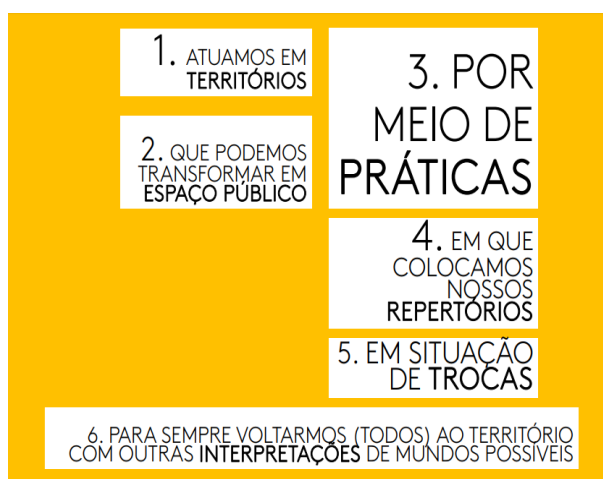 1. ATUAMOS EM
TERRITÓRIOS
2. QUE PODEMOS
TRANSFORMAR EM
ESPAÇO PÚBLICO
3. POR
MEIO DE
PRÁTICAS
4. EM QUE
COLOCAMOS
NOSSOS
REPERTÓRIOS
5. EM SITUAÇÃO
DE TROCAS
6. PARA SEMPRE VOLTARMOS (TODOS) AO TERRITÓRIO
COM OUTRAS INTERPRETAÇÕES DE MUNDOS POSSÍVEIS